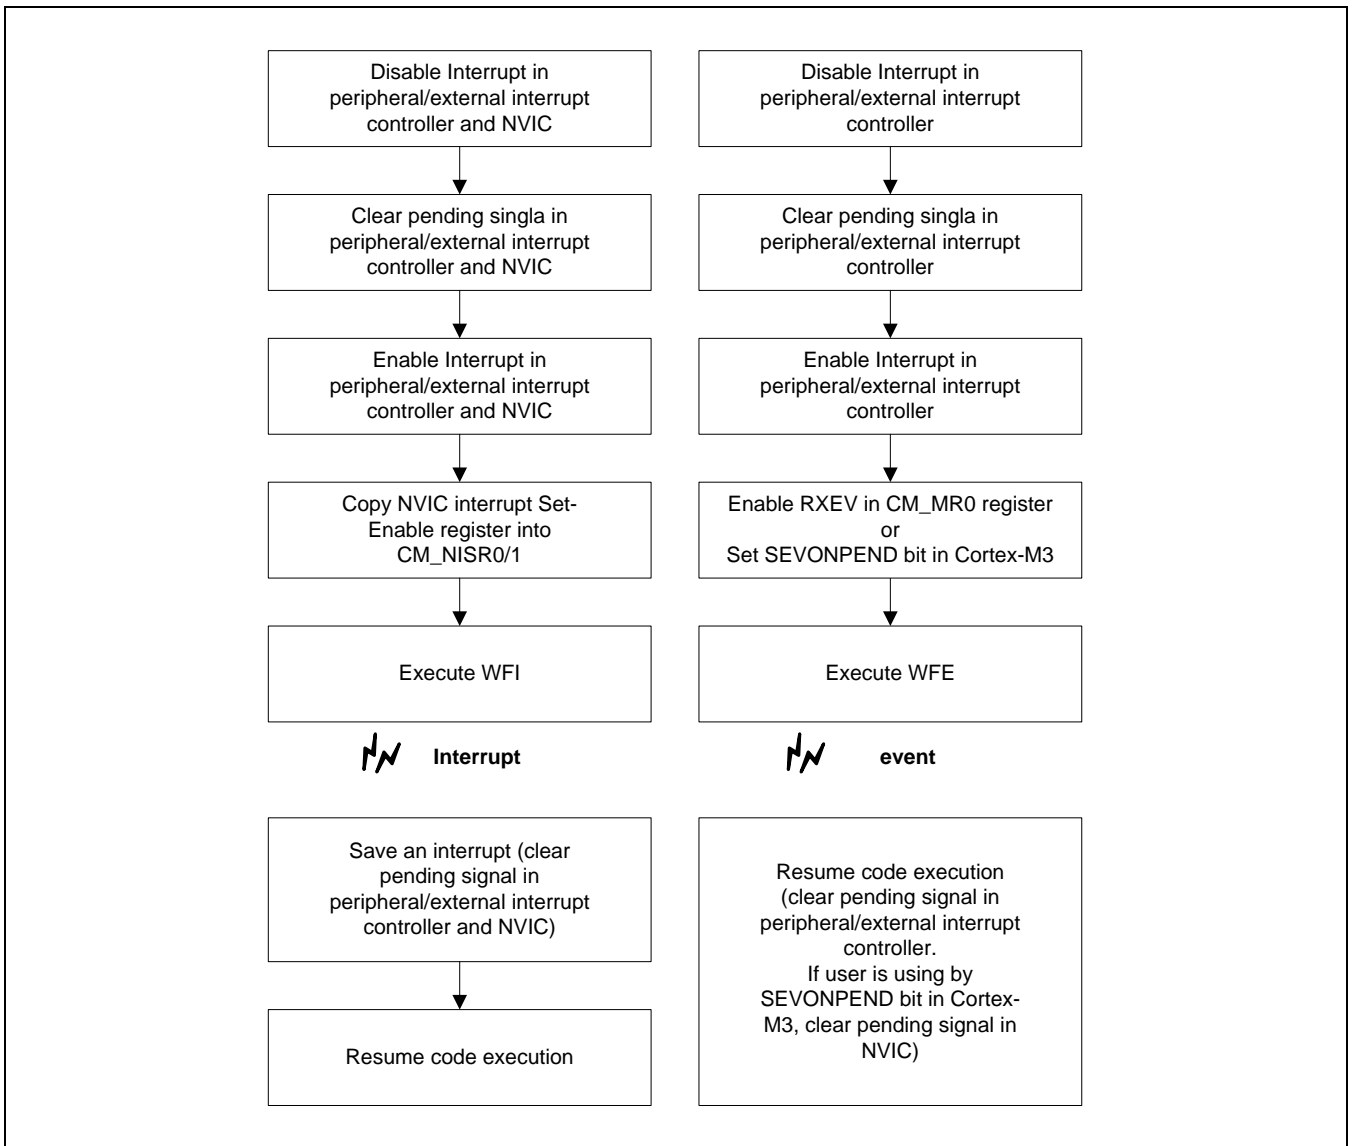 Disable Interrupt in
peripheral/external interrupt
controller and NVIC
Clear pending singla in
peripheral/external interrupt
controller and NVIC
Enable Interrupt in
peripheral/external interrupt
controller and NVIC
Copy NVIC interrupt Set-
Enable register into
CM_NISR0/1
Execute WFI
Interrupt
Save an interrupt (clear
pending signal in
peripheral/external interrupt
controller and NVIC)
Resume code execution
Disable Interrupt in
peripheral/external interrupt
controller
Clear pending singla in
peripheral/external interrupt
controller
Enable Interrupt in
peripheral/external interrupt
controller
Enable RXEV in CM_MR0 register
or
Set SEVONPEND bit in Cortex-M3
Execute WFE
event
Resume code execution
(clear pending signal in
peripheral/external interrupt
controller.
If user is using by
SEVONPEND bit in Cortex-
M3, clear pending signal in
NVIC)